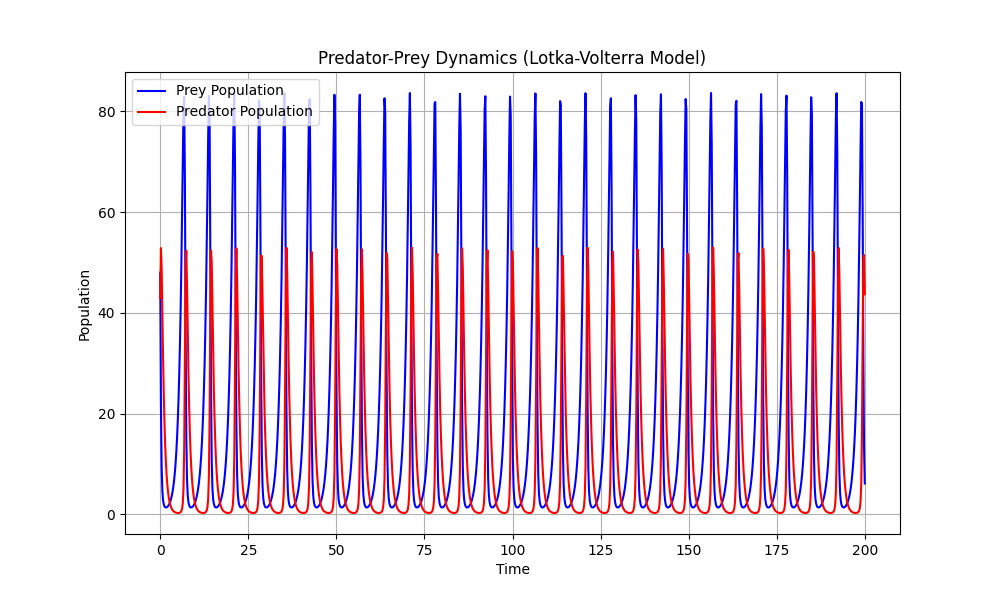 Predator-Prey Dynamics (Lotka-Volterra Model)
Prey Population
Predator Population
Population
80
60
40
20
0
0 25 50 75 100 125 150 175 200
Time